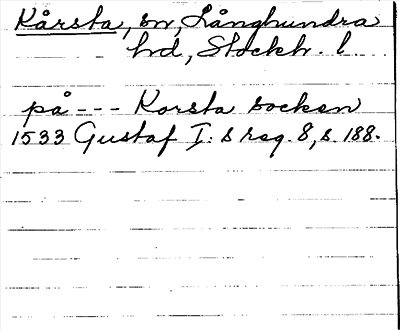 Kårsta, sn, Långhundra
hd, Stockh. l.
på --- Korsta socken
1533 Gustaf I:s reg. 8, s. 188.